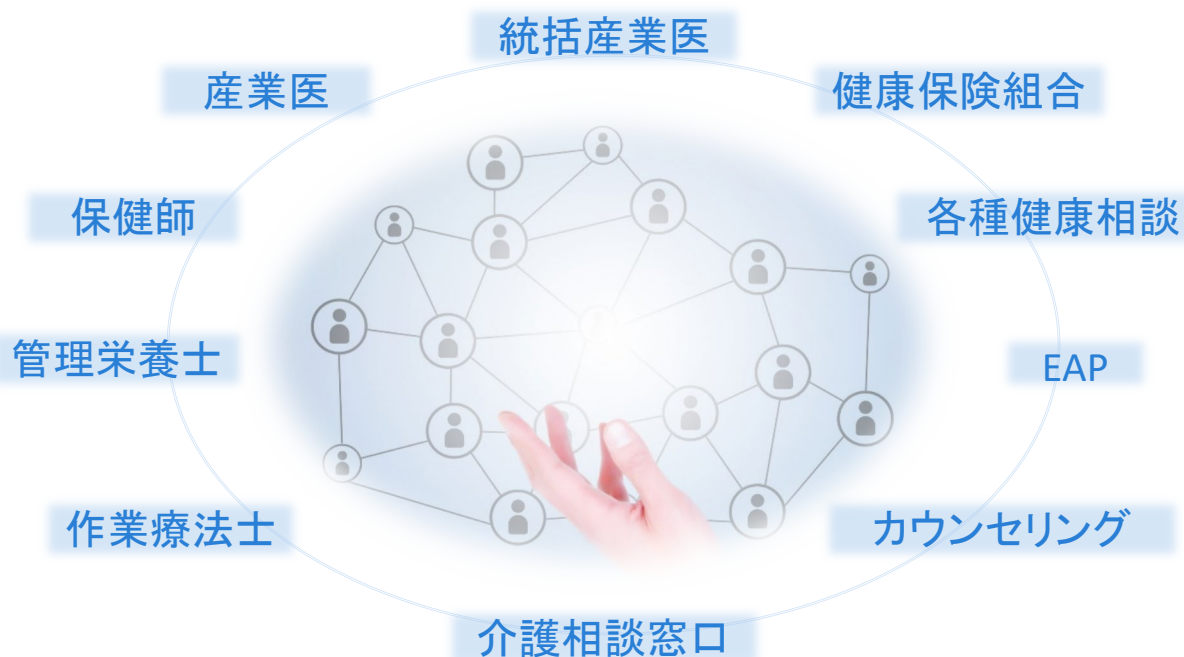 統括産業医
産業医
健康保険組合
保健師
各種健康相談
管理栄養士
EAP
作業療法士
カウンセリング
介護相談窓口